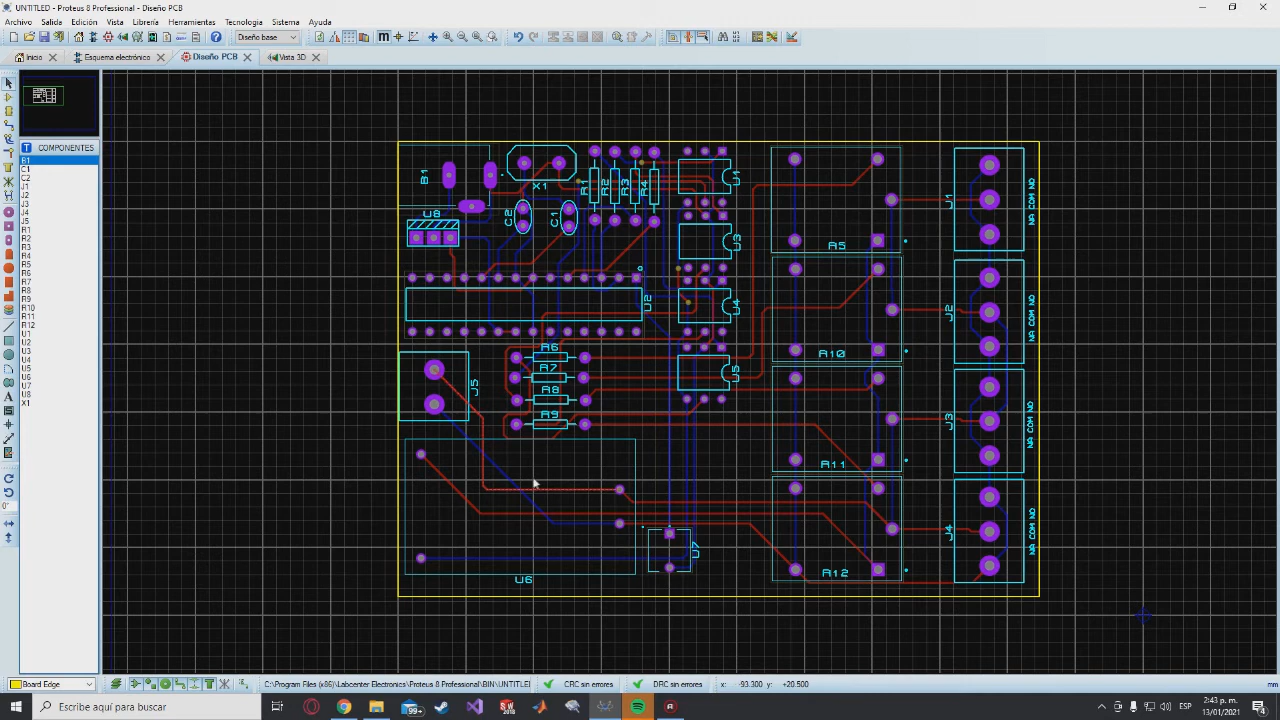 UNTITLED - Proteus 8 Professional - Diseño PCB
Archivo Salida Edición Vista Librería Herramientas Tecnología Sistema Ayuda
Diseño base
Inicio Esquema electrónico Diseño PCB Vista 3D
T COMPONENTES
B1
C1
C2
J1
J2
J3
J4
J5
R1
R2
R3
R4
R5
R6
R7
R8
R9
R10
R11
R12
U1
U2
U3
U4
U5
U6
U7
U8
X1
0°
B1
X1
U8
C2
C1
R1
R2
R3
R4
U1
U3
U4
U5
U2
R6
R7
R8
R9
J5
U6
U7
R5
R10
R11
R12
J1
NA COM NO
J2
NA COM NO
J3
NA COM NO
J4
NA COM NO
Board Edge
C:\Program Files (x86)\Labcenter Electronics\Proteus 8 Professional\BIN\UNTITLED
CRC sin errores
DRC sin errores
x: -93.300 y: +20.500
mm
Escribe aquí para buscar
99+
ESP
2:43 p. m.
13/01/2021
4